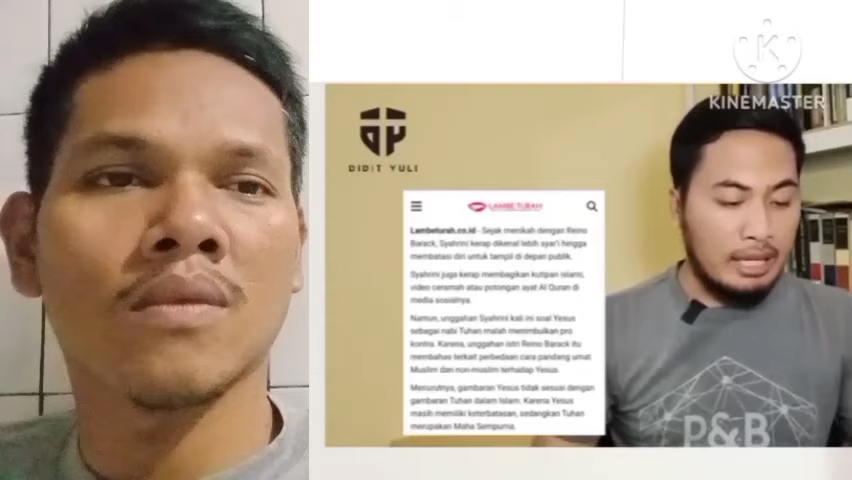 KINEMASTER
DIDIT YULI
LAMBE TURAH
Lambeturah.co.id - Sejak menikah dengan Reino
Barack, Syahrini kerap dikenal lebih syar'i hingga
membatasi diri untuk tampil di depan publik.
Syahrini juga kerap membagikan kutipan islami,
video ceramah atau potongan ayat Al Quran di
media sosialnya.
Namun, unggahan Syahrini kali ini soal Yesus
sebagai nabi Tuhan malah menimbulkan pro
kontra. Karena, unggahan istri Reino Barack itu
membahas terkait perbedaan cara pandang umat
Muslim dan non-muslim terhadap Yesus.
Menurutnya, gambaran Yesus tidak sesuai dengan
gambaran Tuhan dalam Islam. Karena Yesus
masih memiliki keterbatasan, sedangkan Tuhan
merupakan Maha Sempurna.
P&B